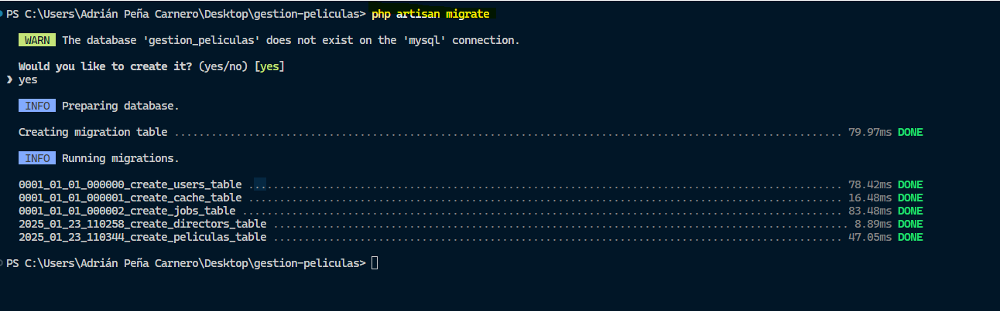 PS C:\Users\Adrián Peña Carnero\Desktop\gestion-peliculas> php artisan migrate
WARN The database 'gestion_peliculas' does not exist on the 'mysql' connection.
Would you like to create it? (yes/no) [yes]
❯ yes
INFO Preparing database.
Creating migration table ............................................................................................................ 79.97ms DONE
INFO Running migrations.
0001_01_01_000000_create_users_table ................................................................................................ 78.42ms DONE
0001_01_01_000001_create_cache_table ................................................................................................ 16.48ms DONE
0001_01_01_000002_create_jobs_table ................................................................................................. 83.48ms DONE
2025_01_23_110258_create_directors_table ............................................................................................. 8.89ms DONE
2025_01_23_110344_create_peliculas_table ............................................................................................ 47.05ms DONE
PS C:\Users\Adrián Peña Carnero\Desktop\gestion-peliculas>